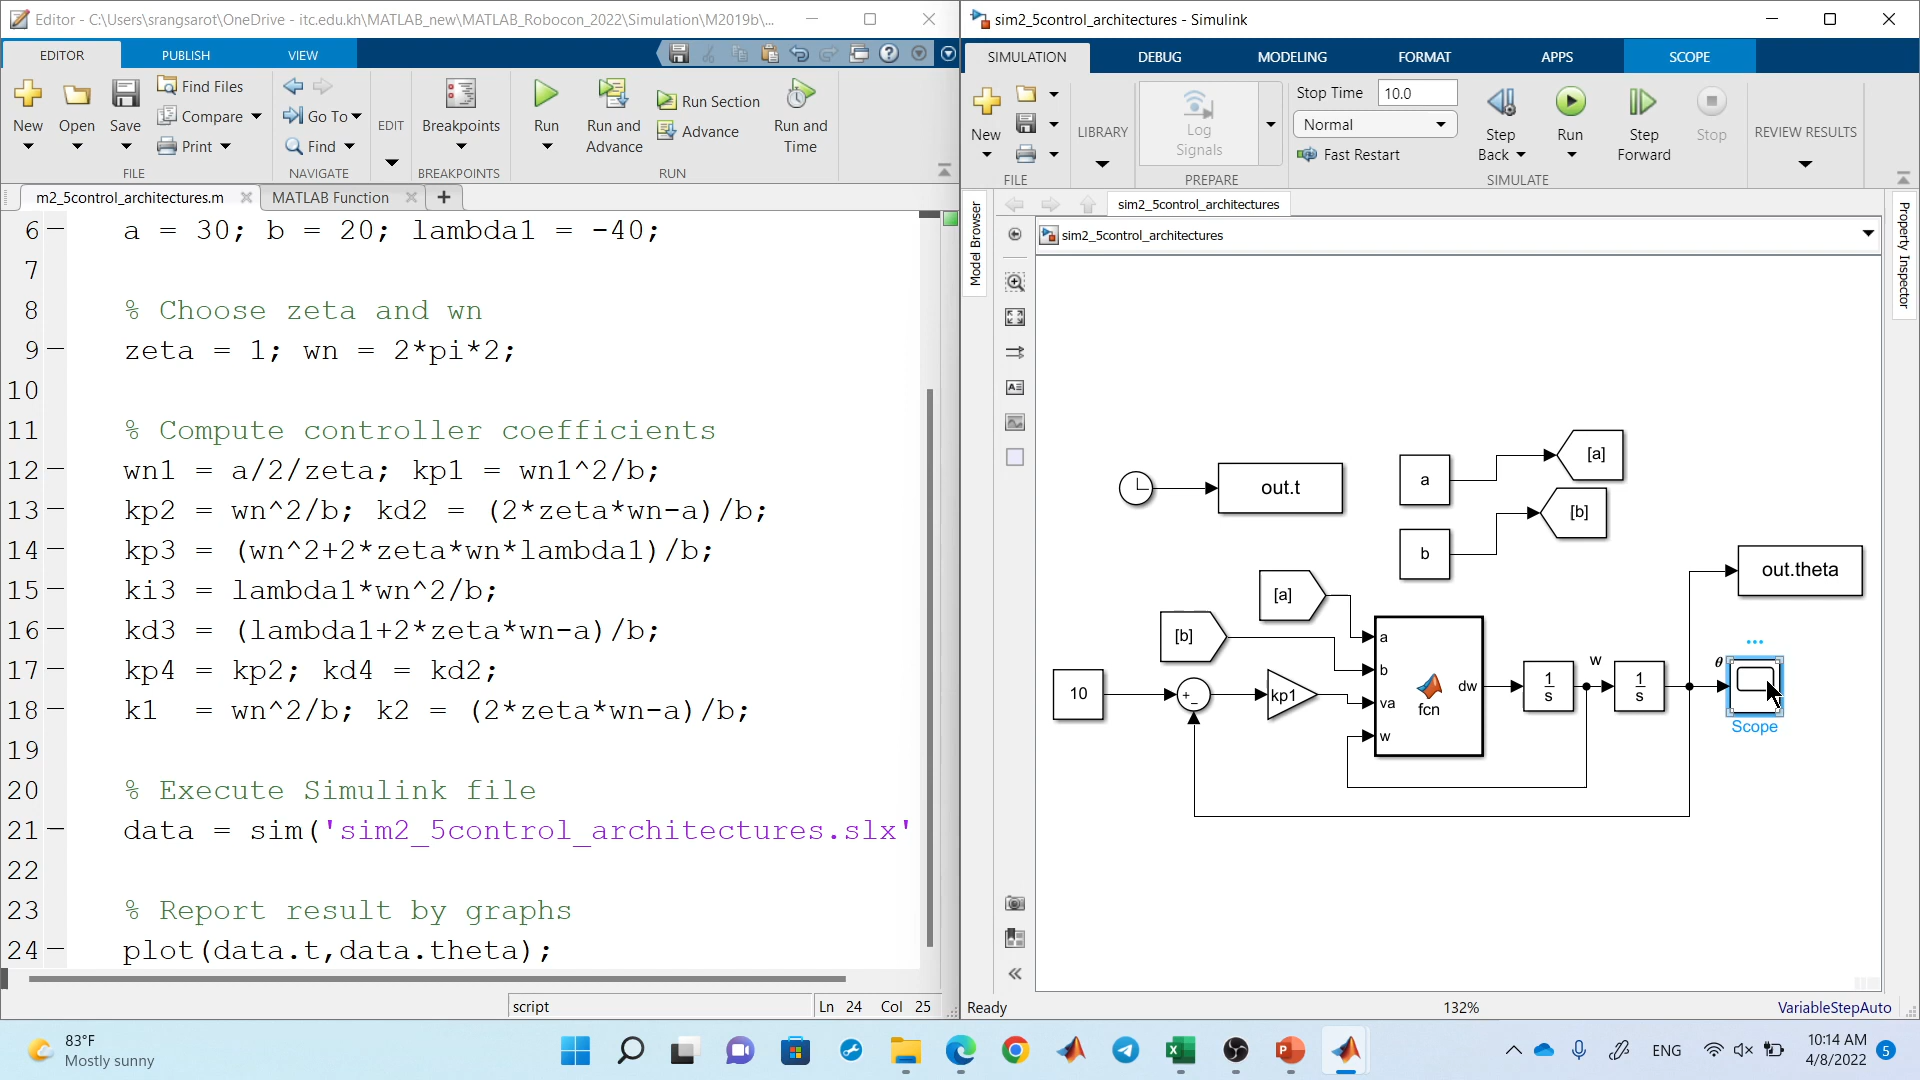 Editor - C:\Users\srangsarot\OneDrive - itc.edu.kh\MATLAB_new\MATLAB_Robocon_2022\Simulation\M2019b\...
EDITOR PUBLISH VIEW
New Open Save
Find Files
Compare
Print
Go To
Find
EDIT
Breakpoints
Run
Run and Advance
Run Section
Advance
Run and Time
FILE NAVIGATE BREAKPOINTS RUN
m2_5control_architectures.m MATLAB Function
6 a = 30; b = 20; lambda1 = -40;
7
8 % Choose zeta and wn
9 zeta = 1; wn = 2*pi*2;
10
11 % Compute controller coefficients
12 wn1 = a/2/zeta; kp1 = wn1^2/b;
13 kp2 = wn^2/b; kd2 = (2*zeta*wn-a)/b;
14 kp3 = (wn^2+2*zeta*wn*lambda1)/b;
15 ki3 = lambda1*wn^2/b;
16 kd3 = (lambda1+2*zeta*wn-a)/b;
17 kp4 = kp2; kd4 = kd2;
18 k1 = wn^2/b; k2 = (2*zeta*wn-a)/b;
19
20 % Execute Simulink file
21 data = sim('sim2_5control_architectures.slx'
22
23 % Report result by graphs
24 plot(data.t,data.theta);
script Ln 24 Col 25
sim2_5control_architectures - Simulink
SIMULATION DEBUG MODELING FORMAT APPS SCOPE
New
LIBRARY
Log Signals
Stop Time 10.0
Normal
Fast Restart
Step Back
Run
Step Forward
Stop
REVIEW RESULTS
FILE PREPARE SIMULATE
Model Browser
Property Inspector
sim2_5control_architectures
sim2_5control_architectures
out.t
a
[a]
b
[b]
out.theta
[a]
[b]
10
+
−
kp1
a
b
va
w
fcn
dw
1
s
w
1
s
θ
Scope
Ready 132% VariableStepAuto
83°F
Mostly sunny
ENG
10:14 AM
4/8/2022
5